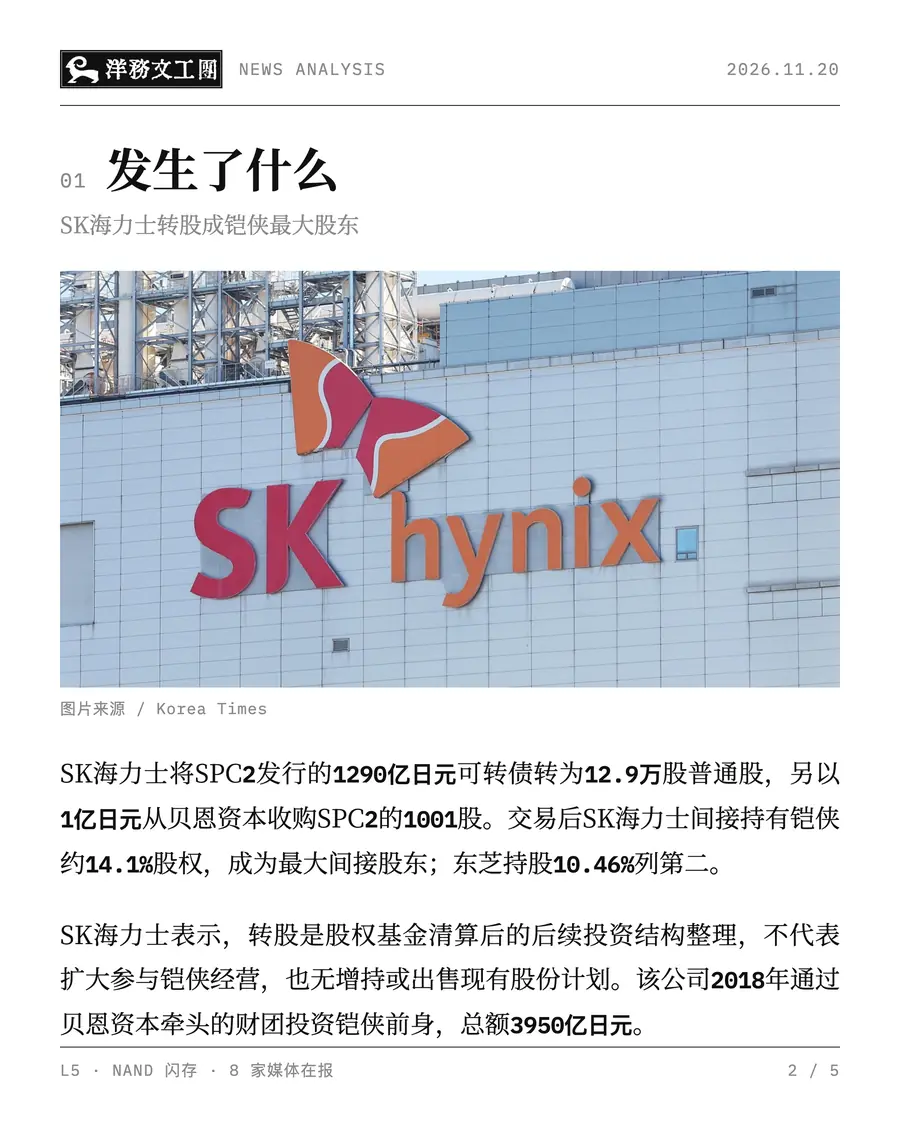 洋務文工團 NEWS ANALYSIS 2026.11.20
01 发生了什么
SK海力士转股成铠侠最大股东
SK hynix
图片来源 / Korea Times
SK海力士将SPC2发行的1290亿日元可转债转为12.9万股普通股，另以
1亿日元从贝恩资本收购SPC2的1001股。交易后SK海力士间接持有铠侠
约14.1%股权，成为最大间接股东；东芝持股10.46%列第二。
SK海力士表示，转股是股权基金清算后的后续投资结构整理，不代表
扩大参与铠侠经营，也无增持或出售现有股份计划。该公司2018年通过
贝恩资本牵头的财团投资铠侠前身，总额3950亿日元。
L5 · NAND 闪存 · 8 家媒体在报 2 / 5